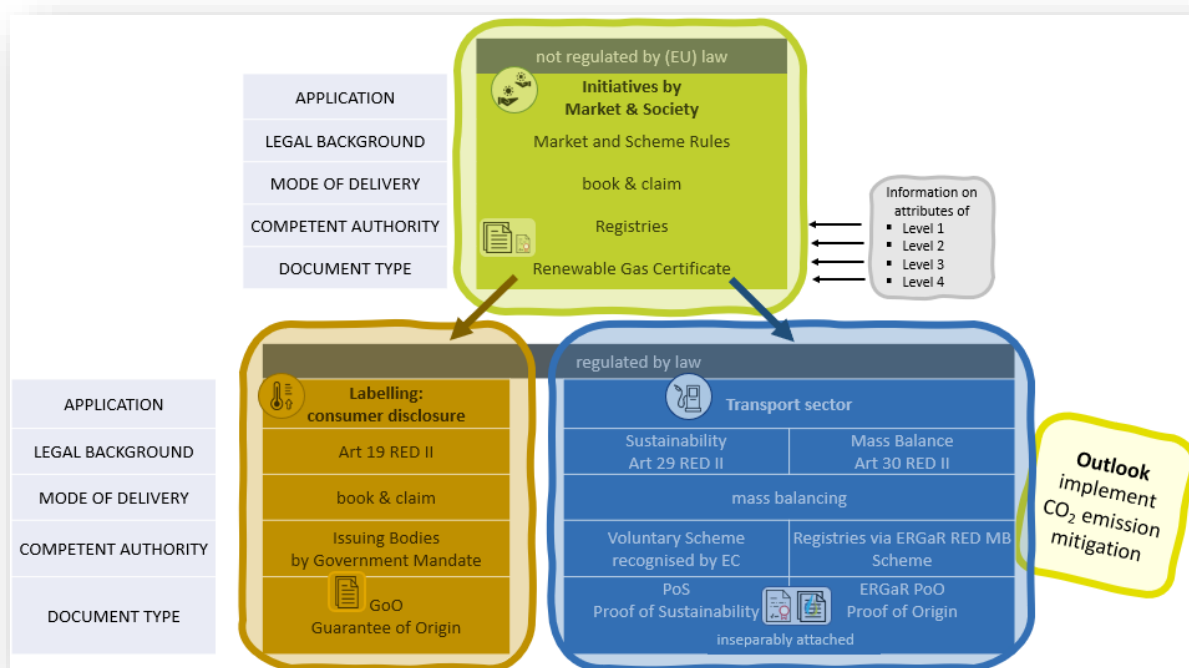 not regulated by (EU) law
APPLICATION
Initiatives by
Market & Society
LEGAL BACKGROUND
Market and Scheme Rules
MODE OF DELIVERY
book & claim
COMPETENT AUTHORITY
Registries
DOCUMENT TYPE
Renewable Gas Certificate
Information on
attributes of
▪ Level 1
▪ Level 2
▪ Level 3
▪ Level 4
regulated by law
APPLICATION
Labelling:
consumer disclosure
Transport sector
LEGAL BACKGROUND
Art 19 RED II
Sustainability
Art 29 RED II
Mass Balance
Art 30 RED II
MODE OF DELIVERY
book & claim
mass balancing
COMPETENT AUTHORITY
Issuing Bodies
by Government Mandate
Voluntary Scheme
recognised by EC
Registries via ERGaR RED MB
Scheme
DOCUMENT TYPE
GoO
Guarantee of Origin
PoS
Proof of Sustainability
ERGaR PoO
Proof of Origin
inseparably attached
Outlook
implement
CO₂ emission
mitigation